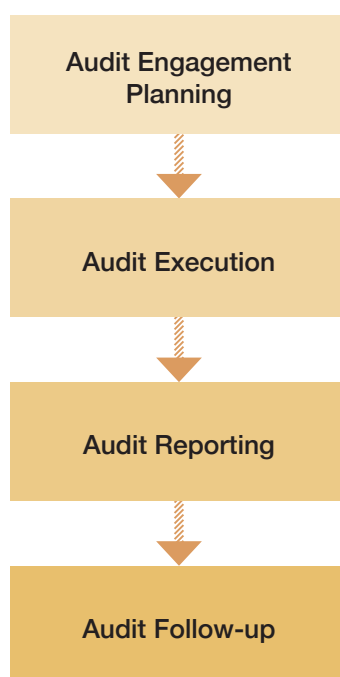 Audit Engagement
Planning
Audit Execution
Audit Reporting
Audit Follow-up